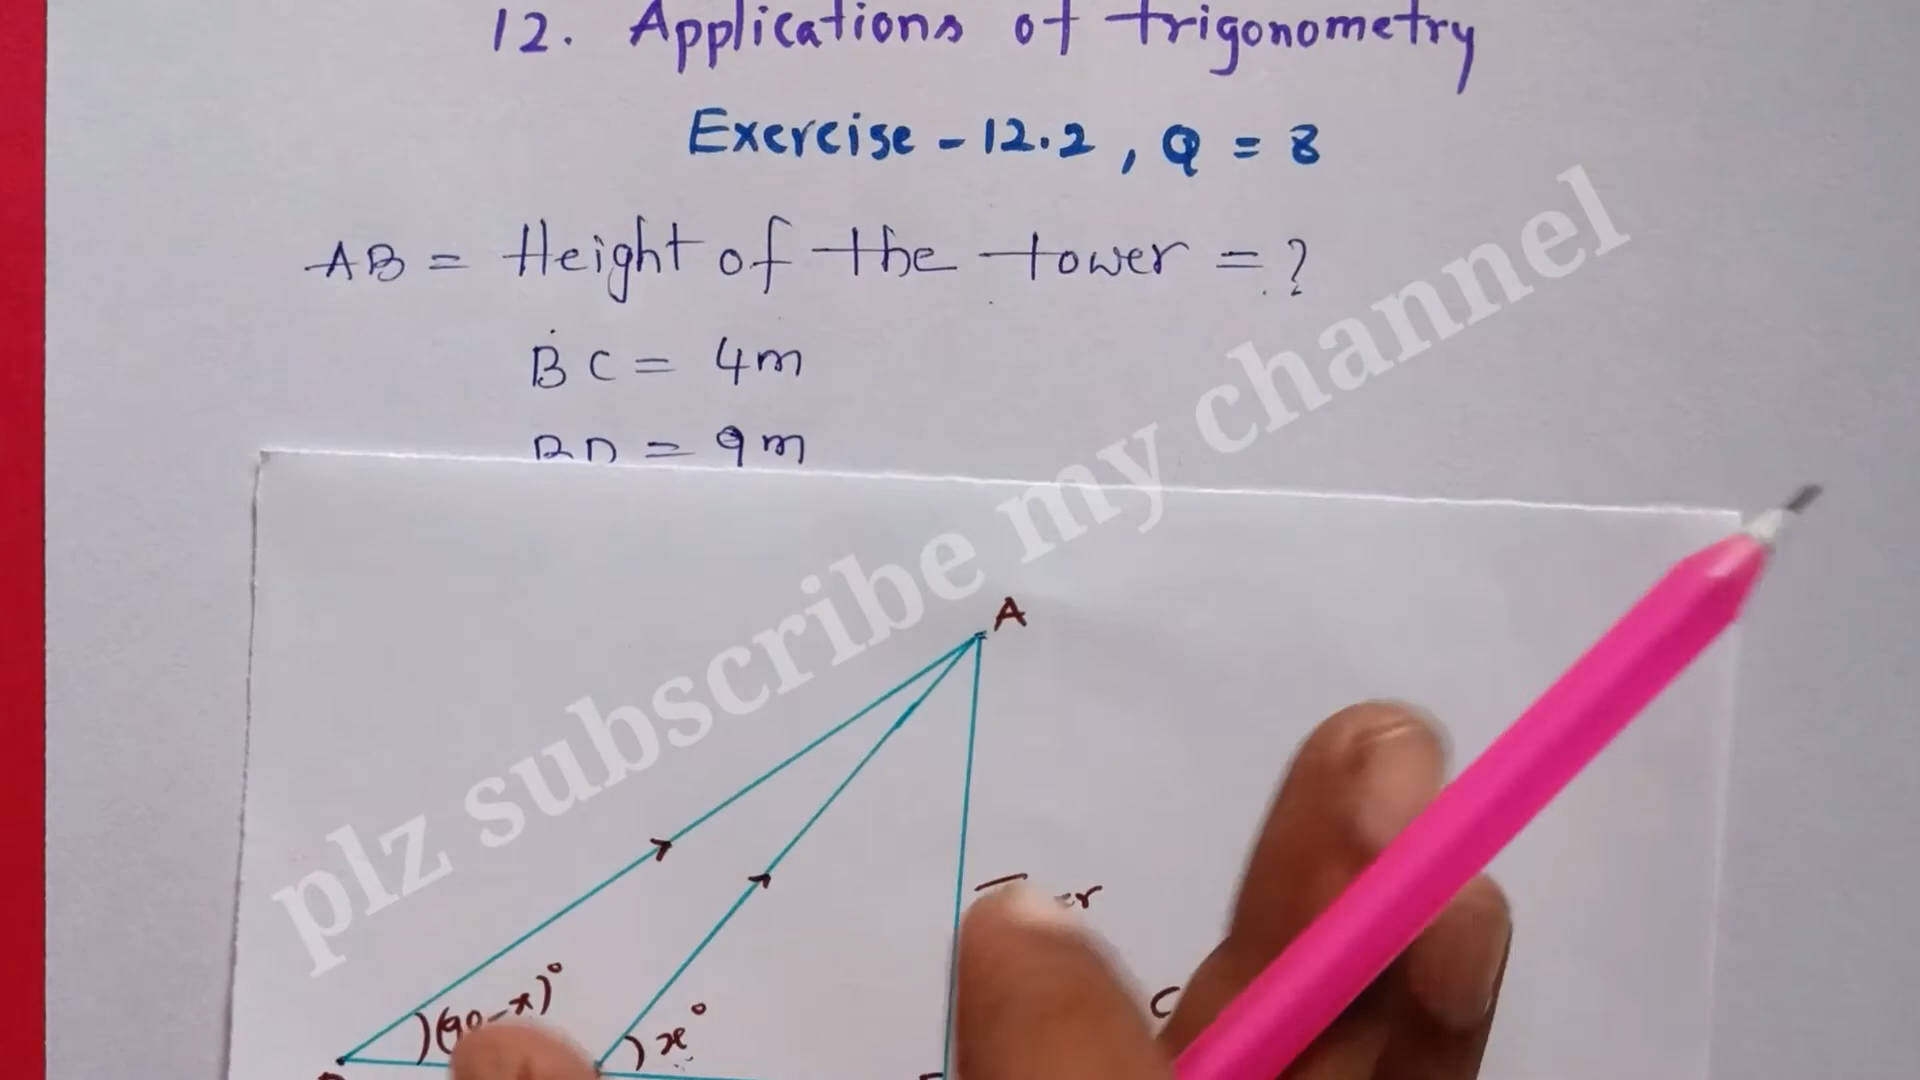 12. Applications of trigonometry
Exercise - 12.2, Q = 8
AB = Height of the tower = ?
BC = 4m
BD = 9m
plz subscribe my channel
A
(90-x)°
x°
C